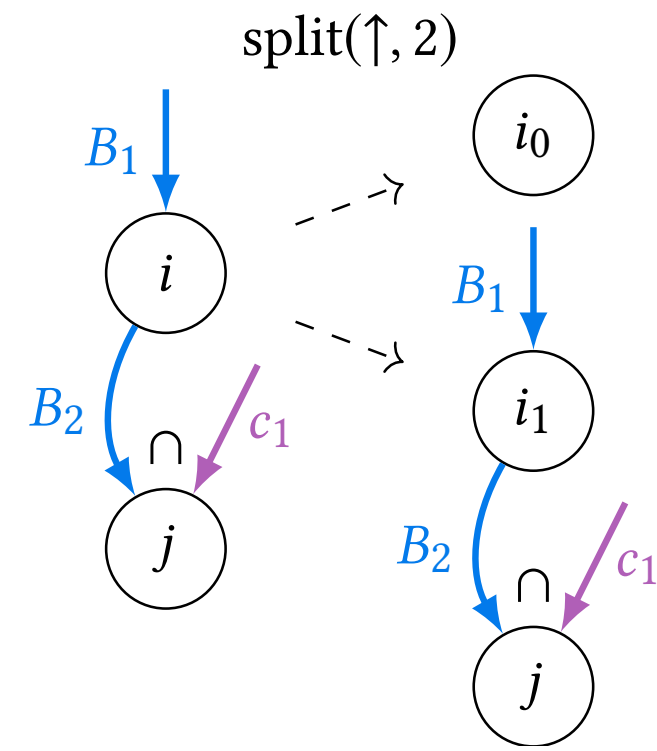 split(↑, 2)
B₁
i
B₂
∩
c₁
j
i₀
B₁
i₁
B₂
∩
c₁
j